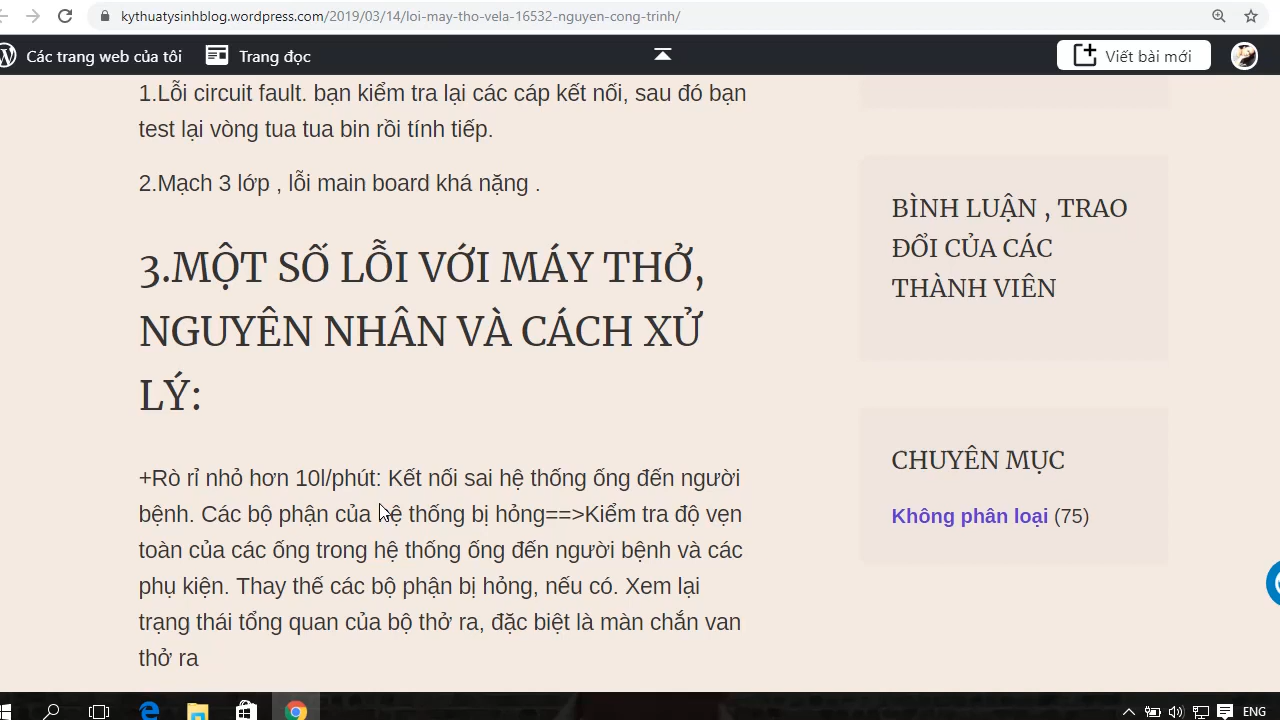 kythuatysinhblog.wordpress.com/2019/03/14/loi-may-tho-vela-16532-nguyen-cong-trinh/
Các trang web của tôi
Trang đọc
Viết bài mới
1.Lỗi circuit fault. bạn kiểm tra lại các cáp kết nối, sau đó bạn
test lại vòng tua tua bin rồi tính tiếp.
2.Mạch 3 lớp , lỗi main board khá nặng .
3.MỘT SỐ LỖI VỚI MÁY THỞ,
NGUYÊN NHÂN VÀ CÁCH XỬ
LÝ:
+Rò rỉ nhỏ hơn 10l/phút: Kết nối sai hệ thống ống đến người
bệnh. Các bộ phận của hệ thống bị hỏng==>Kiểm tra độ vẹn
toàn của các ống trong hệ thống ống đến người bệnh và các
phụ kiện. Thay thế các bộ phận bị hỏng, nếu có. Xem lại
trạng thái tổng quan của bộ thở ra, đặc biệt là màn chắn van
thở ra
BÌNH LUẬN , TRAO
ĐỔI CỦA CÁC
THÀNH VIÊN
CHUYÊN MỤC
Không phân loại (75)
ENG